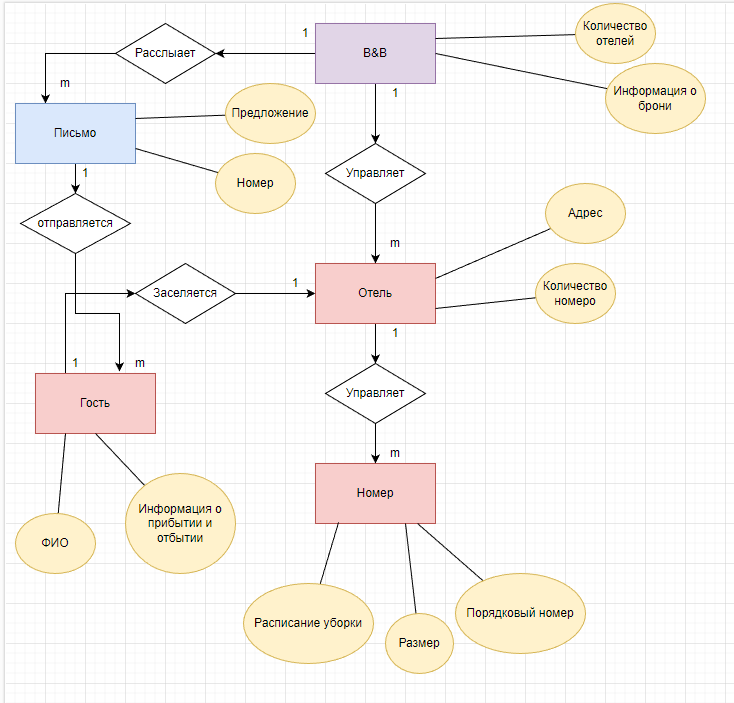 1
Расслыает
B&B
Количество
отелей
m
1
Информация о
брони
Предложение
Письмо
1
Номер
Управляет
отправляется
Адрес
m
1
Заселяется
Отель
Количество
номеро
1
1
m
Управляет
Гость
m
Номер
Информация о
прибытии и
отбытии
ФИО
Расписание уборки
Размер
Порядковый номер